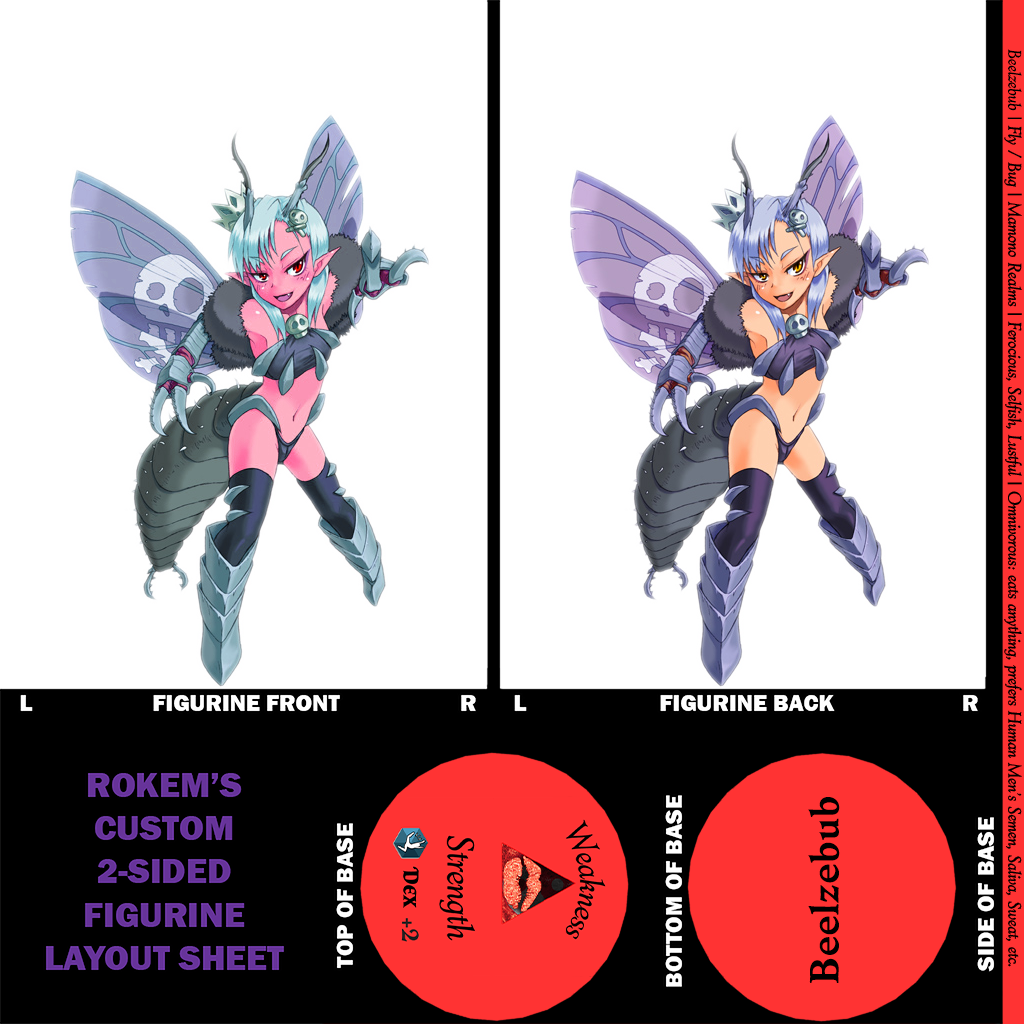 L
FIGURINE FRONT
R
L
FIGURINE BACK
R
ROKEM'S
CUSTOM
2-SIDED
FIGURINE
LAYOUT SHEET
TOP OF BASE
Weakness
Strength
DEX +2
BOTTOM OF BASE
Beelzebub
SIDE OF BASE
Beelzebub | Fly / Bug | Mamono Realms | Ferocious, Selfish, Lustful | Omnivorous: eats anything, prefers Human Men's Semen, Saliva, Sweat, etc.